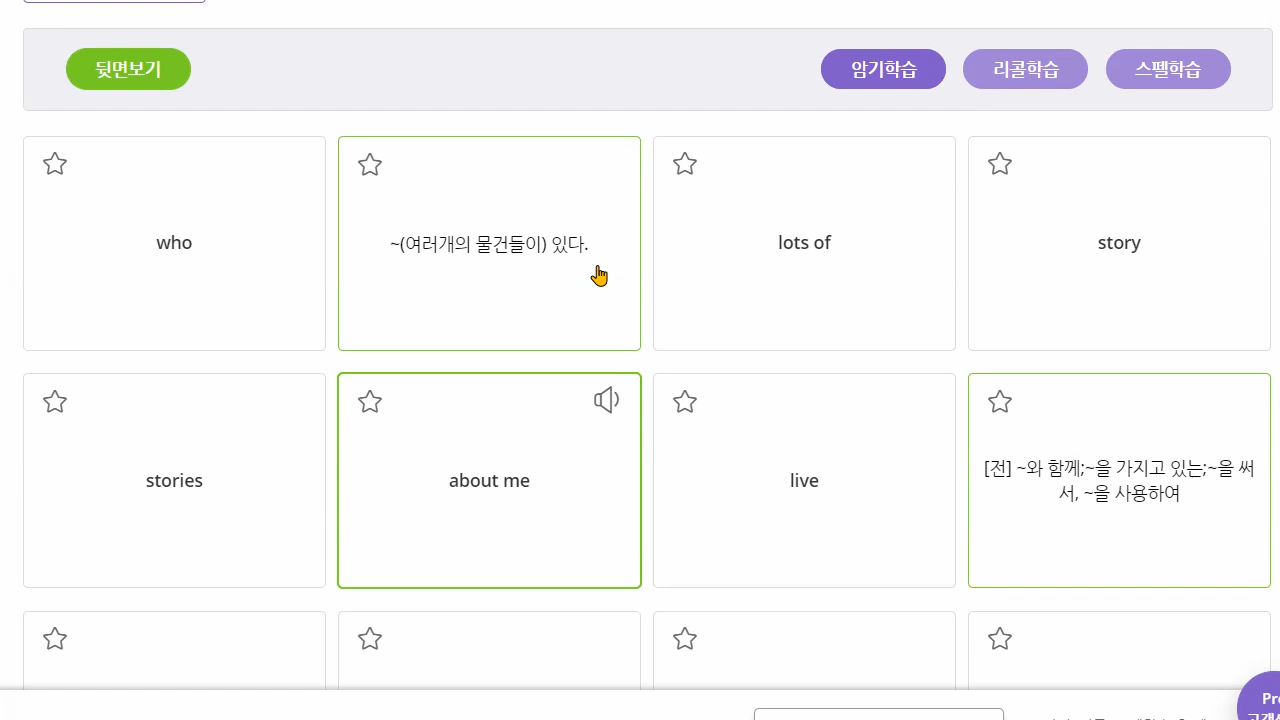 뒷면보기
암기학습
리콜학습
스펠학습
who
~(여러개의 물건들이) 있다.
lots of
story
stories
about me
live
[전] ~와 함께;~을 가지고 있는;~을 써
서, ~을 사용하여